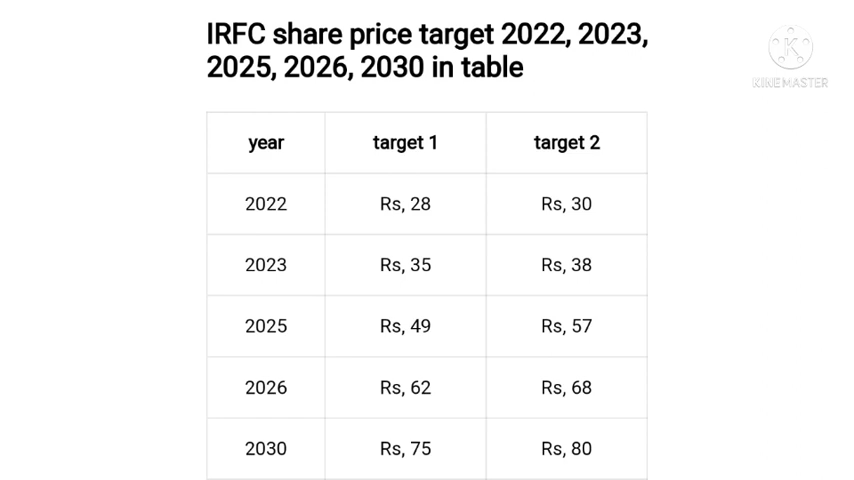 IRFC share price target 2022, 2023,
2025, 2026, 2030 in table
KINEMASTER
year target 1 target 2
2022 Rs, 28 Rs, 30
2023 Rs, 35 Rs, 38
2025 Rs, 49 Rs, 57
2026 Rs, 62 Rs, 68
2030 Rs, 75 Rs, 80